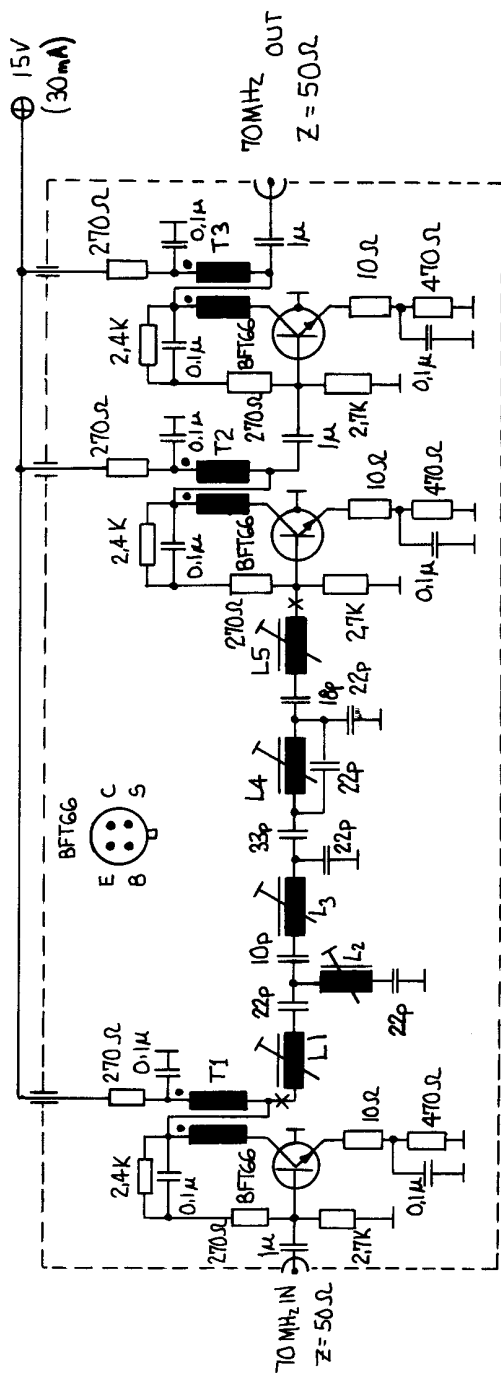 15V
(30mA)
70MHz IN
Z=50Ω
1μ
270Ω
2,4K
0,1μ
BFT66
2,7K
270Ω
0,1μ
T1
10Ω
470Ω
0,1μ
L1
22p
L2
22p
10p
L3
33p
22p
L4
22p
18p
22p
L5
BFT66
E
C
B
S
270Ω
2,4K
0,1μ
BFT66
2,7K
270Ω
0,1μ
T2
10Ω
470Ω
0,1μ
1μ
270Ω
2,4K
0,1μ
BFT66
2,7K
270Ω
0,1μ
T3
10Ω
470Ω
0,1μ
1μ
70MHz
OUT
Z=50Ω